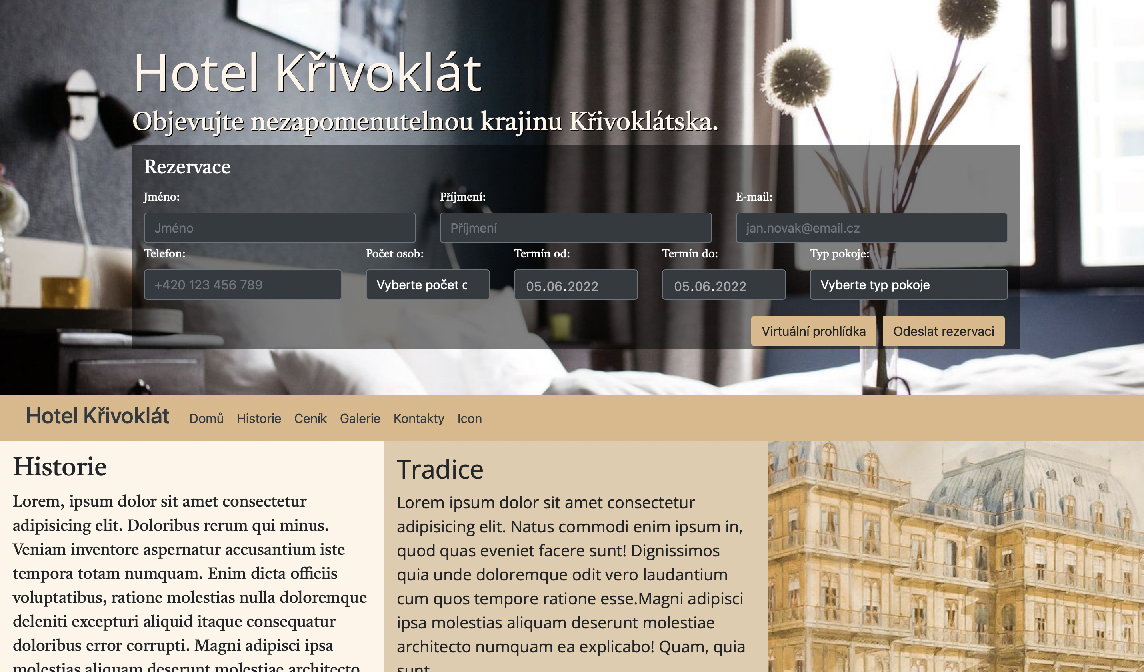 Hotel Křivoklát
Objevujte nezapomenutelnou krajinu Křivoklátska.
Rezervace
Jméno: Příjmení: E-mail:
Jméno Příjmení jan.novak@email.cz
Telefon: Počet osob: Termín od: Termín do: Typ pokoje:
+420 123 456 789 Vyberte počet c 05.06.2022 05.06.2022 Vyberte typ pokoje
Virtuální prohlídka Odeslat rezervaci
Hotel Křivoklát Domů Historie Ceník Galerie Kontakty Icon
Historie
Lorem, ipsum dolor sit amet consectetur
adipisicing elit. Doloribus rerum qui minus.
Veniam inventore aspernatur accusantium iste
tempora totam numquam. Enim dicta officiis
voluptatibus, ratione molestias nulla doloremque
deleniti excepturi aliquid itaque consequatur
doloribus error corrupti. Magni adipisci ipsa
molestias aliquam deserunt molestiae architecto
Tradice
Lorem ipsum dolor sit amet consectetur
adipisicing elit. Natus commodi enim ipsum in,
quod quas eveniet facere sunt! Dignissimos
quia unde doloremque odit vero laudantium
cum quos tempore ratione esse.Magni adipisci
ipsa molestias aliquam deserunt molestiae
architecto numquam ea explicabo! Quam, quia
sunt